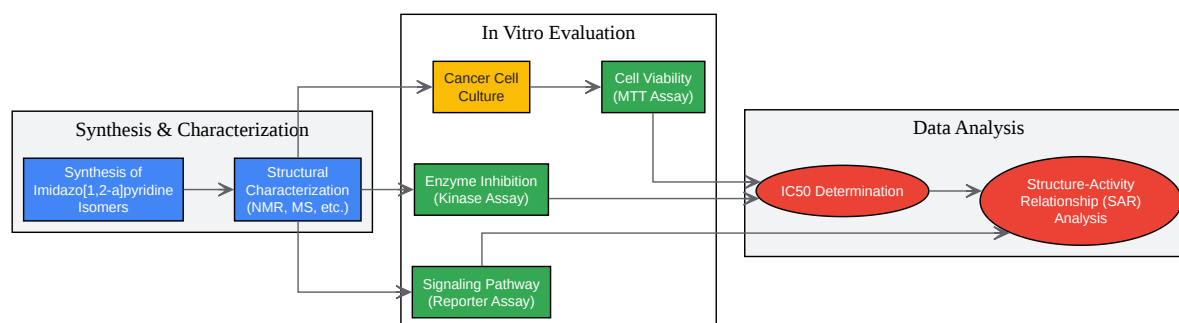 Synthesis & Characterization
Synthesis of
Imidazo[1,2-a]pyridine
Isomers
Structural
Characterization
(NMR, MS, etc.)
In Vitro Evaluation
Cancer Cell
Culture
Cell Viability
(MTT Assay)
Enzyme Inhibition
(Kinase Assay)
Signaling Pathway
(Reporter Assay)
Data Analysis
IC50 Determination
Structure-Activity
Relationship (SAR)
Analysis